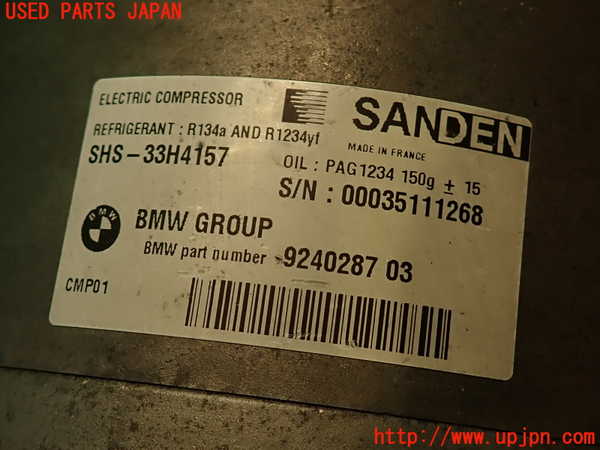 USED PARTS JAPAN
ELECTRIC COMPRESSOR
SANDEN
REFRIGERANT : R134a AND R1234yf
MADE IN FRANCE
SHS-33H4157
OIL : PAG1234 150g ± 15
S/N : 00035111268
BMW
BMW GROUP
BMW part number 9240287 03
CMP01
http://www.upjpn.com